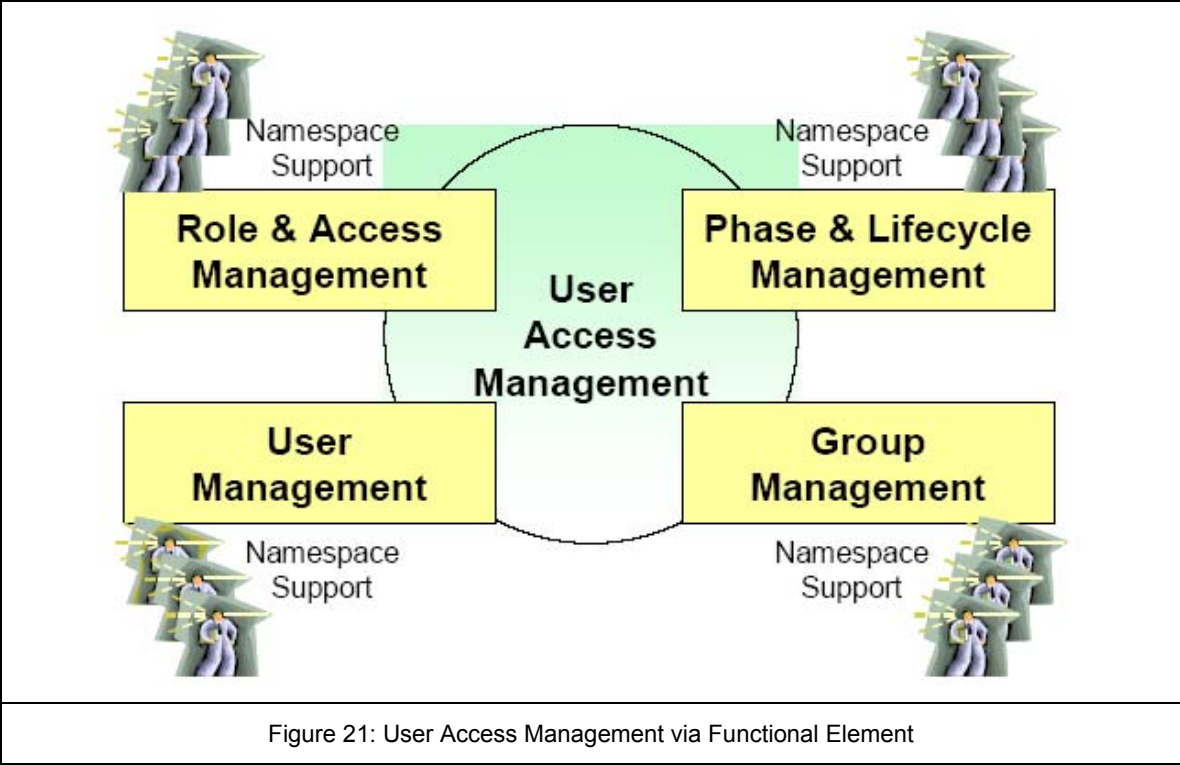 Namespace
Support
Namespace
Support
Role & Access
Management
Phase & Lifecycle
Management
User
Access
Management
User
Management
Group
Management
Namespace
Support
Namespace
Support
Figure 21: User Access Management via Functional Element